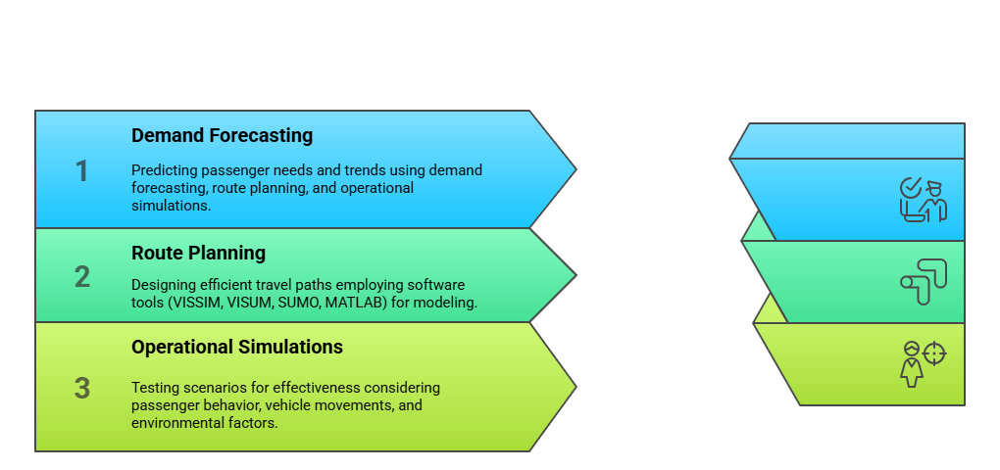 Demand Forecasting
1
Predicting passenger needs and trends using demand
forecasting, route planning, and operational
simulations.
Route Planning
2
Designing efficient travel paths employing software
tools (VISSIM, VISUM, SUMO, MATLAB) for modeling.
Operational Simulations
3
Testing scenarios for effectiveness considering
passenger behavior, vehicle movements, and
environmental factors.